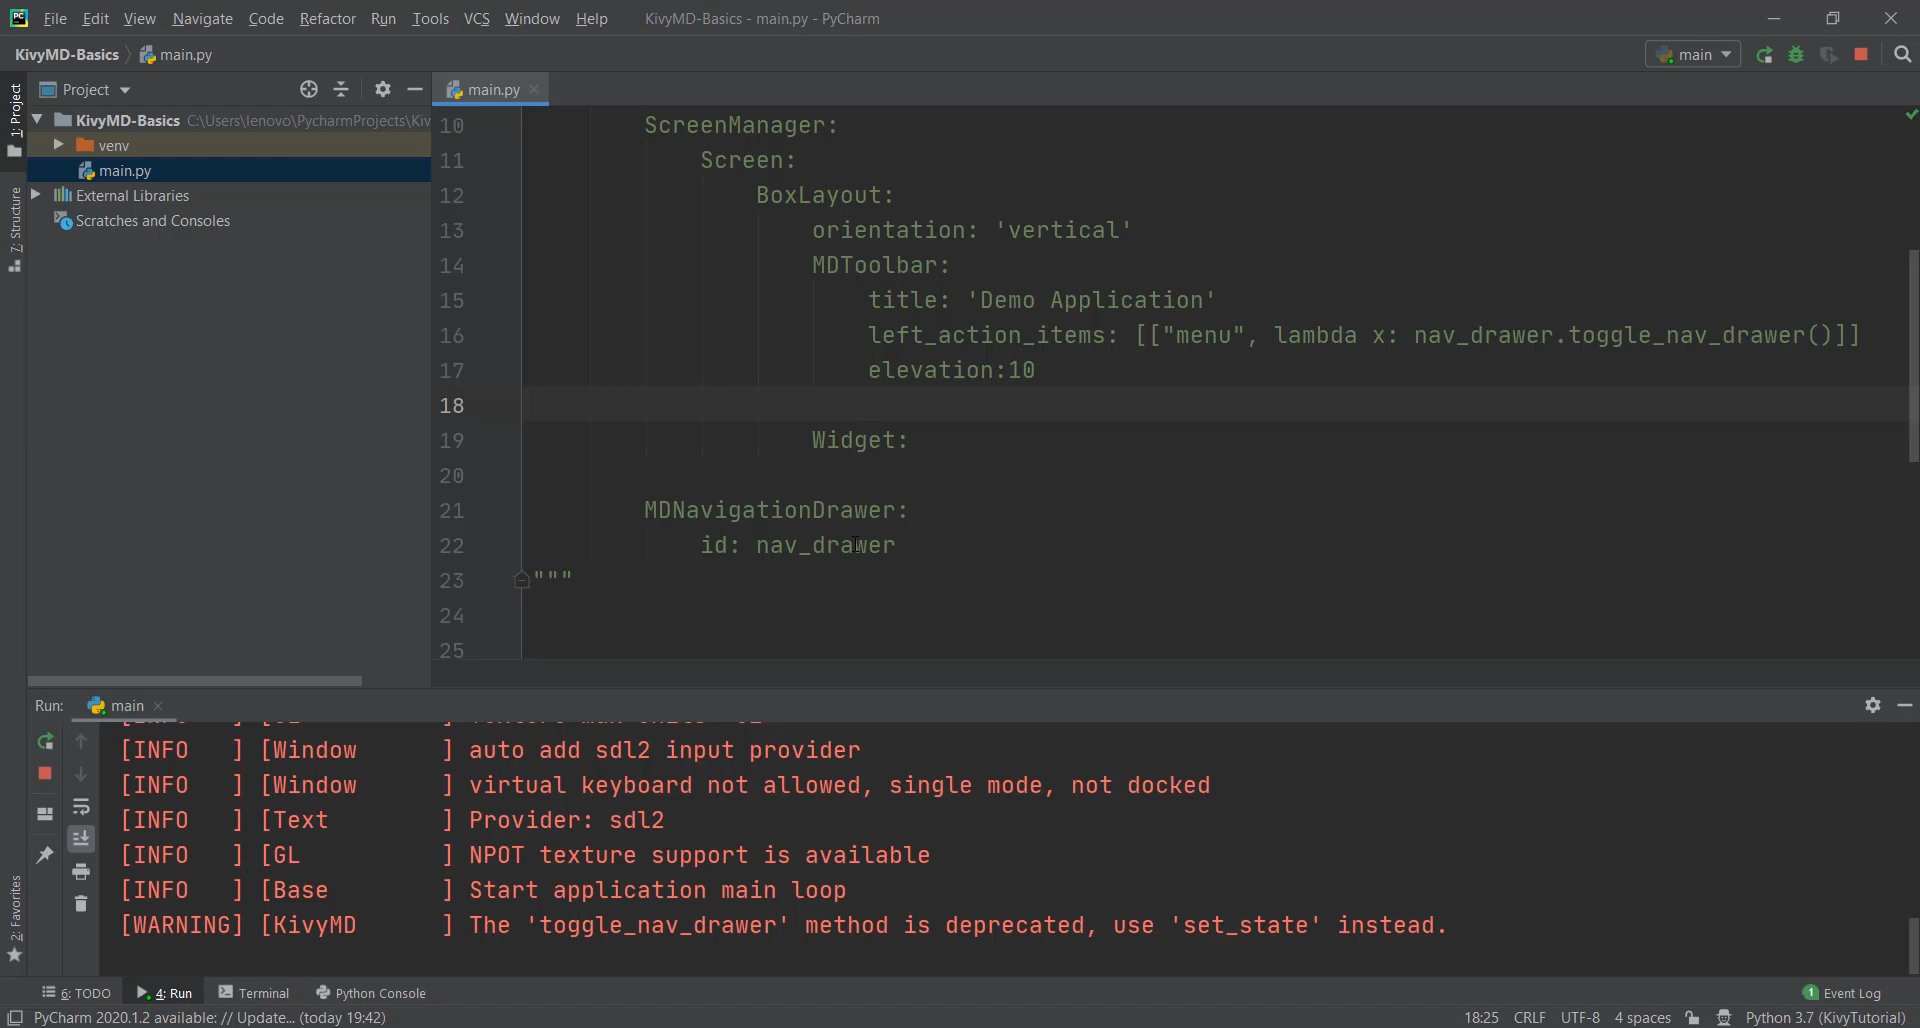 PC File Edit View Navigate Code Refactor Run Tools VCS Window Help KivyMD-Basics - main.py - PyCharm
KivyMD-Basics main.py main
1: Project
7: Structure
2: Favorites
Project
KivyMD-Basics C:\Users\lenovo\PycharmProjects\Kiv
venv
main.py
External Libraries
Scratches and Consoles
main.py
10 ScreenManager:
11 Screen:
12 BoxLayout:
13 orientation: 'vertical'
14 MDToolbar:
15 title: 'Demo Application'
16 left_action_items: [["menu", lambda x: nav_drawer.toggle_nav_drawer()]]
17 elevation:10
18
19 Widget:
20
21 MDNavigationDrawer:
22 id: nav_drawer
23 """
24
25
Run: main
[INFO ] [Window ] auto add sdl2 input provider
[INFO ] [Window ] virtual keyboard not allowed, single mode, not docked
[INFO ] [Text ] Provider: sdl2
[INFO ] [GL ] NPOT texture support is available
[INFO ] [Base ] Start application main loop
[WARNING] [KivyMD ] The 'toggle_nav_drawer' method is deprecated, use 'set_state' instead.
6: TODO 4: Run Terminal Python Console 1 Event Log
PyCharm 2020.1.2 available: // Update... (today 19:42) 18:25 CRLF UTF-8 4 spaces Python 3.7 (KivyTutorial)